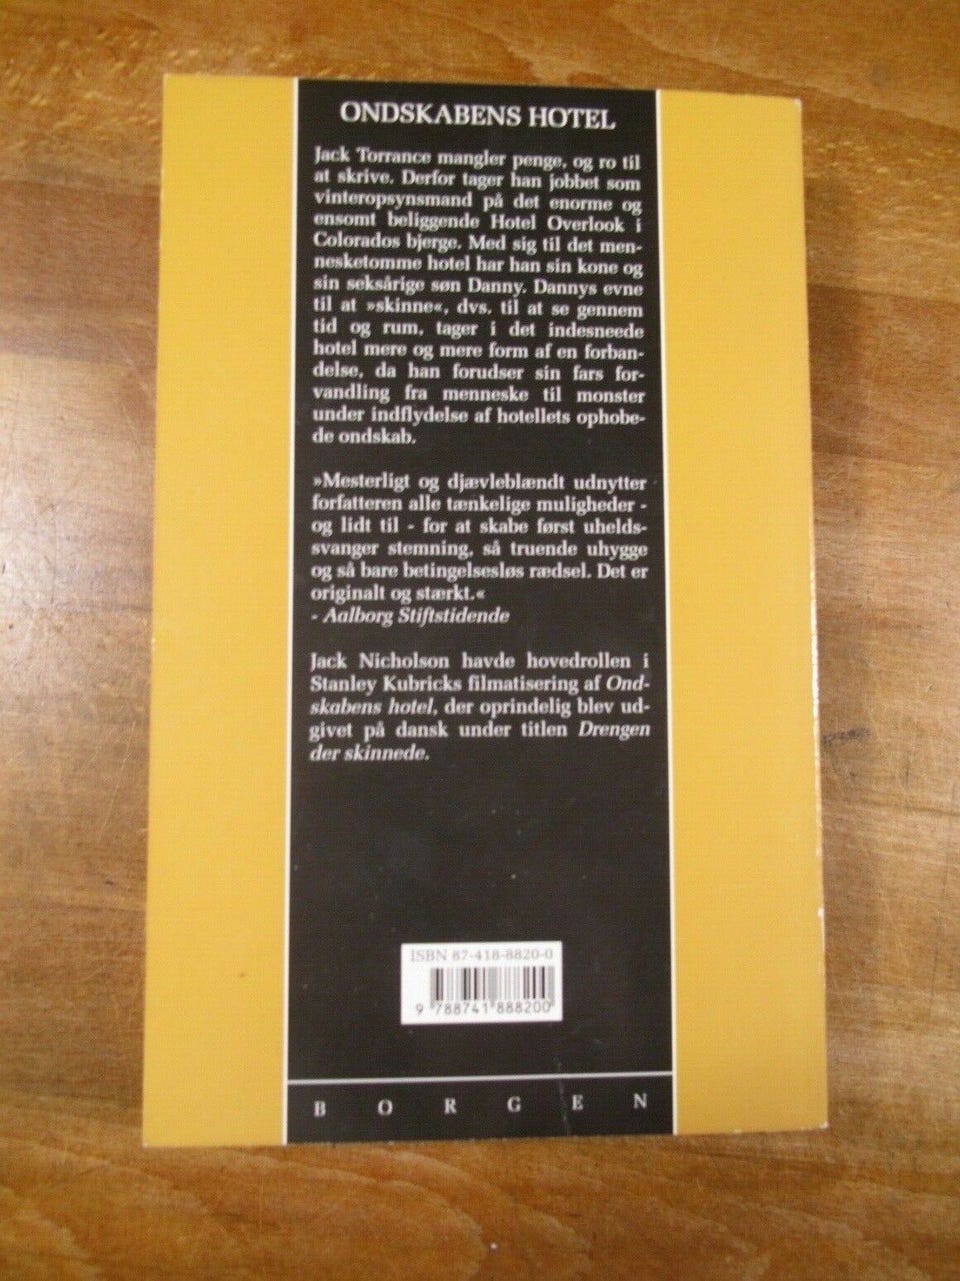 ONDSKABENS HOTEL
Jack Torrance mangler penge, og ro til
at skrive. Derfor tager han jobbet som
vinteropsynsmand på det enorme og
ensomt beliggende Hotel Overlook i
Colorados bjerge. Med sig til det men-
nesketomme hotel har han sin kone og
sin seksårige søn Danny. Dannys evne
til at »skinne«, dvs. til at se gennem
tid og rum, tager i det indesneede
hotel mere og mere form af en forban-
delse, da han forudser sin fars for-
vandling fra menneske til monster
under indflydelse af hotellets ophobe-
de ondskab.
»Mesterligt og djævleblændt udnytter
forfatteren alle tænkelige muligheder -
og lidt til - for at skabe først uhelds-
svanger stemning, så truende uhygge
og så bare betingelsesløs rædsel. Det er
originalt og stærkt.«
- Aalborg Stiftstidende
Jack Nicholson havde hovedrollen i
Stanley Kubricks filmatisering af Ond-
skabens hotel, der oprindelig blev ud-
givet på dansk under titlen Drengen
der skinnede.
ISBN 87-418-8820-0
9 788741 888200
BORGEN